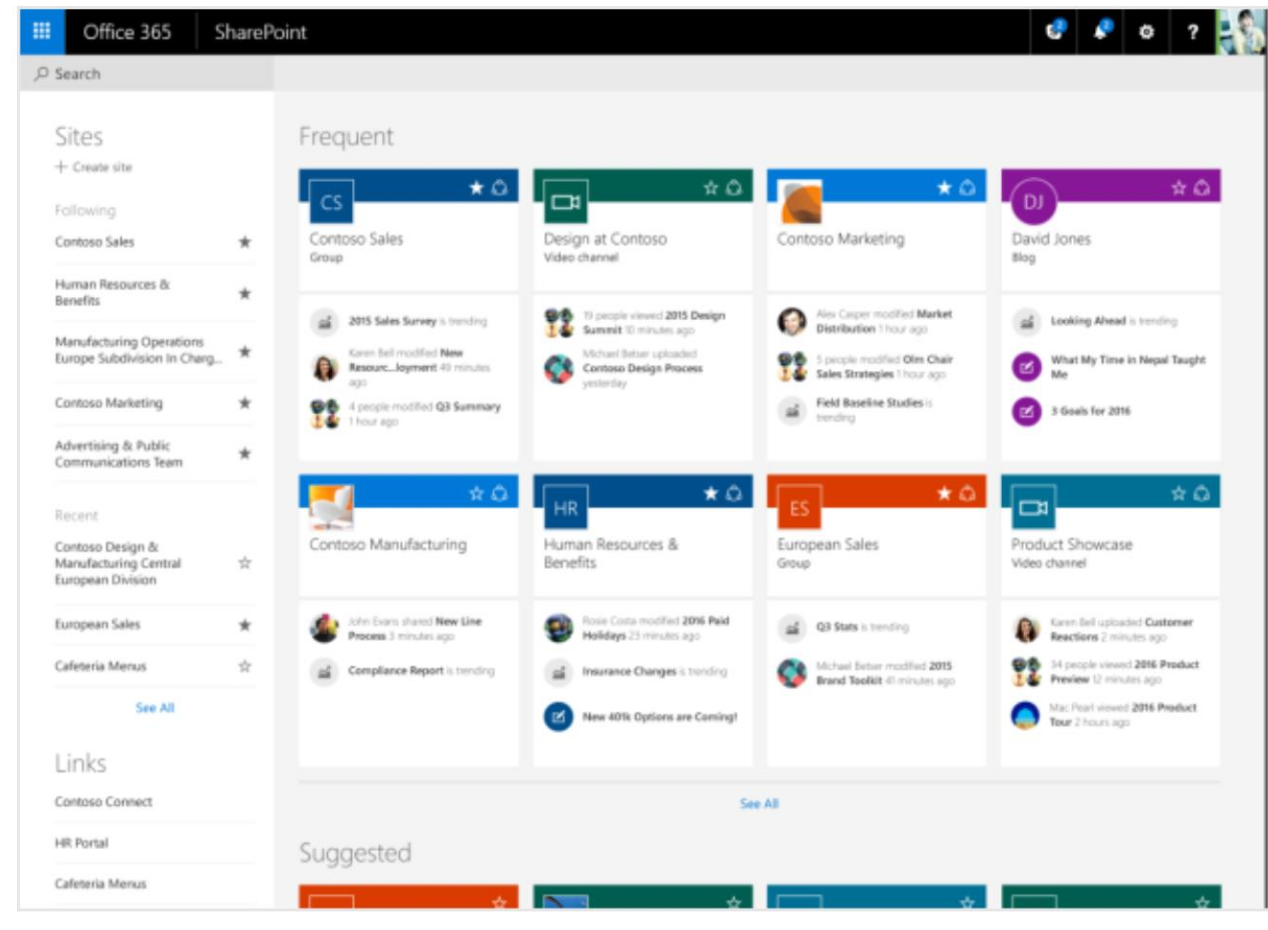 Office 365
SharePoint
2
2
?
Search
Sites
+ Create site
Following
Contoso Sales
Human Resources &
Benefits
Manufacturing Operations
Europe Subdivision In Charg...
Contoso Marketing
Advertising & Public
Communications Team
Recent
Contoso Design &
Manufacturing Central
European Division
European Sales
Cafeteria Menus
See All
Links
Contoso Connect
HR Portal
Cafeteria Menus
Frequent
CS
Contoso Sales
Group
2015 Sales Survey is trending
Karen Bell modified New
Resourc...loyment 49 minutes
ago
4 people modified Q3 Summary
1 hour ago
Design at Contoso
Video channel
19 people viewed 2015 Design
Summit 10 minutes ago
Michael Betser uploaded
Contoso Design Process
yesterday
Contoso Marketing
Alex Casper modified Market
Distribution 1 hour ago
5 people modified Olm Chair
Sales Strategies 1 hour ago
Field Baseline Studies is
trending
DJ
David Jones
Blog
Looking Ahead is trending
What My Time in Nepal Taught
Me
3 Goals for 2016
Contoso Manufacturing
John Evans shared New Line
Process 3 minutes ago
Compliance Report is trending
HR
Human Resources &
Benefits
Rosie Costa modified 2016 Paid
Holidays 23 minutes ago
Insurance Changes is trending
New 401k Options are Coming!
ES
European Sales
Group
Q3 Stats is trending
Michael Betser modified 2015
Brand Toolkit 41 minutes ago
Product Showcase
Video channel
Karen Bell uploaded Customer
Reactions 2 minutes ago
34 people viewed 2016 Product
Preview 12 minutes ago
Mac Pearl viewed 2016 Product
Tour 2 hours ago
See All
Suggested